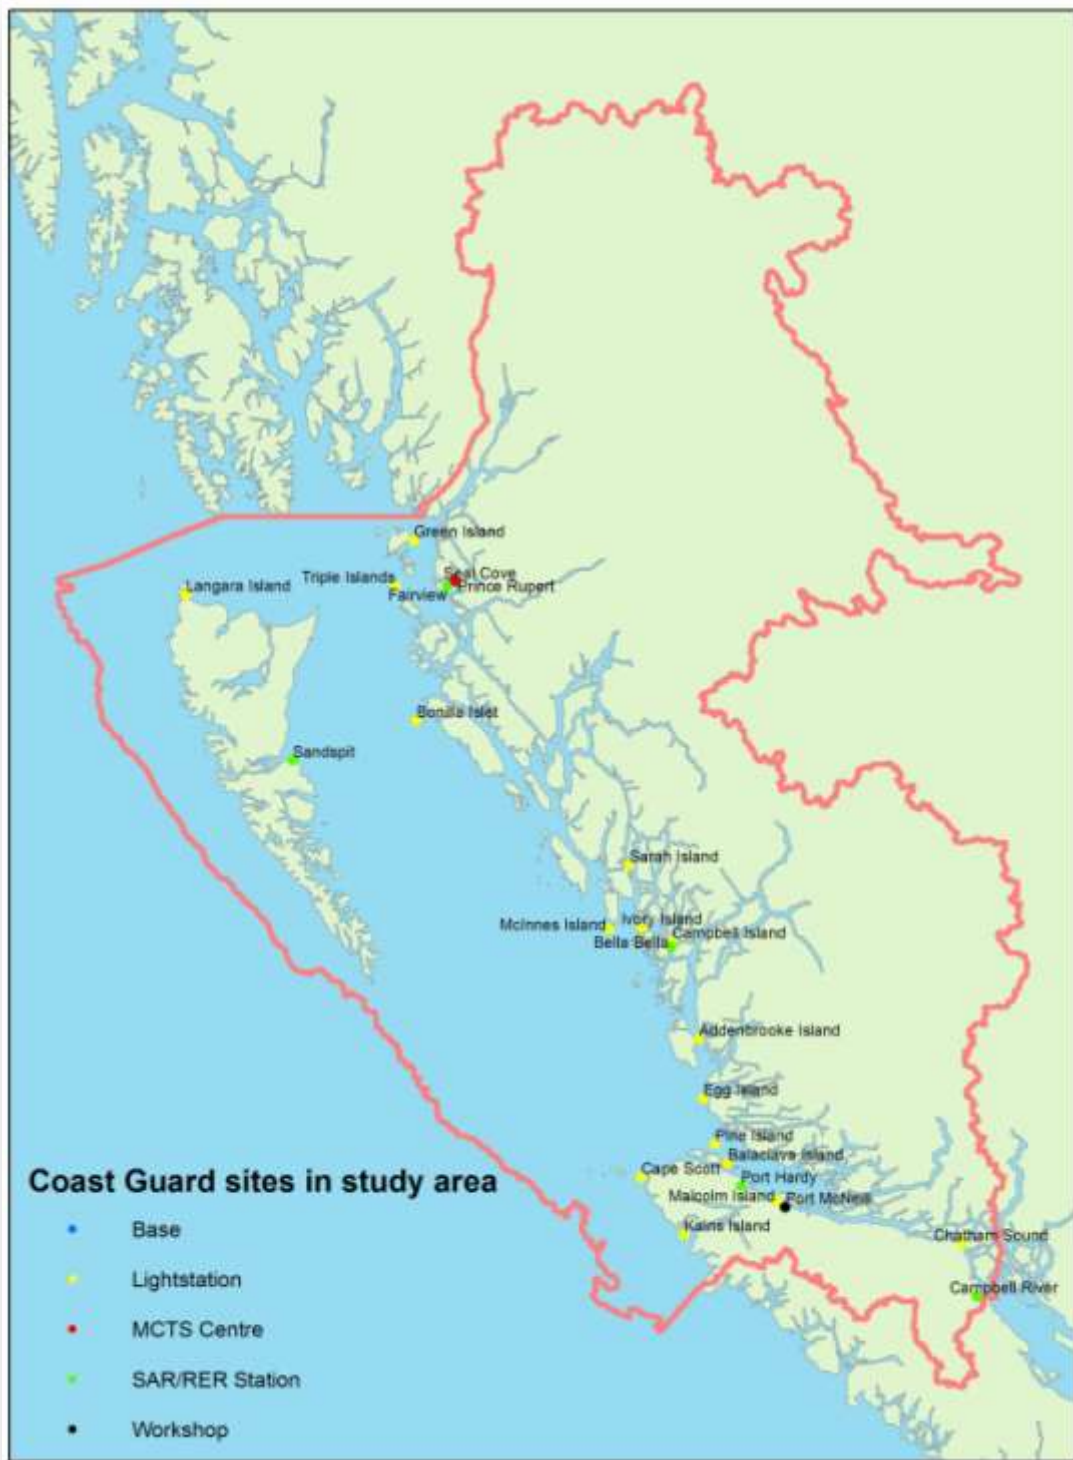 Green Island
Seal Cove
Triple Islands
Prince Rupert
Langara Island
Fairview
Bonilla Islet
Sandspit
Sarah Island
McInnes Island
Ivory Island
Campbell Island
Bella Bella
Addenbrooke Island
Egg Island
Pine Island
Balaclava Island
Cape Scott
Port Hardy
Malcolm Island
Port McNeill
Kains Island
Chatham Sound
Campbell River
Coast Guard sites in study area
Base
Lightstation
MCTS Centre
SAR/RER Station
Workshop